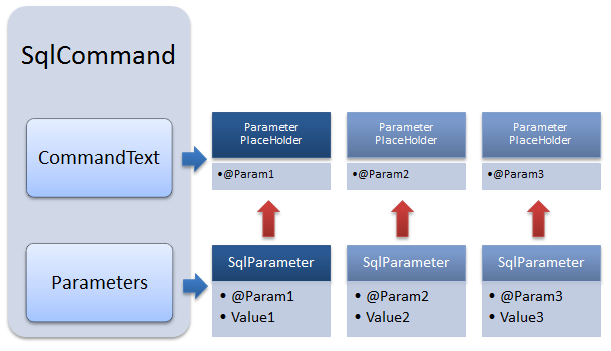 SqlCommand
CommandText
Parameter
PlaceHolder
•@Param1
Parameter
PlaceHolder
•@Param2
Parameter
PlaceHolder
•@Param3
Parameters
SqlParameter
• @Param1
• Value1
SqlParameter
• @Param2
• Value2
SqlParameter
• @Param3
• Value3